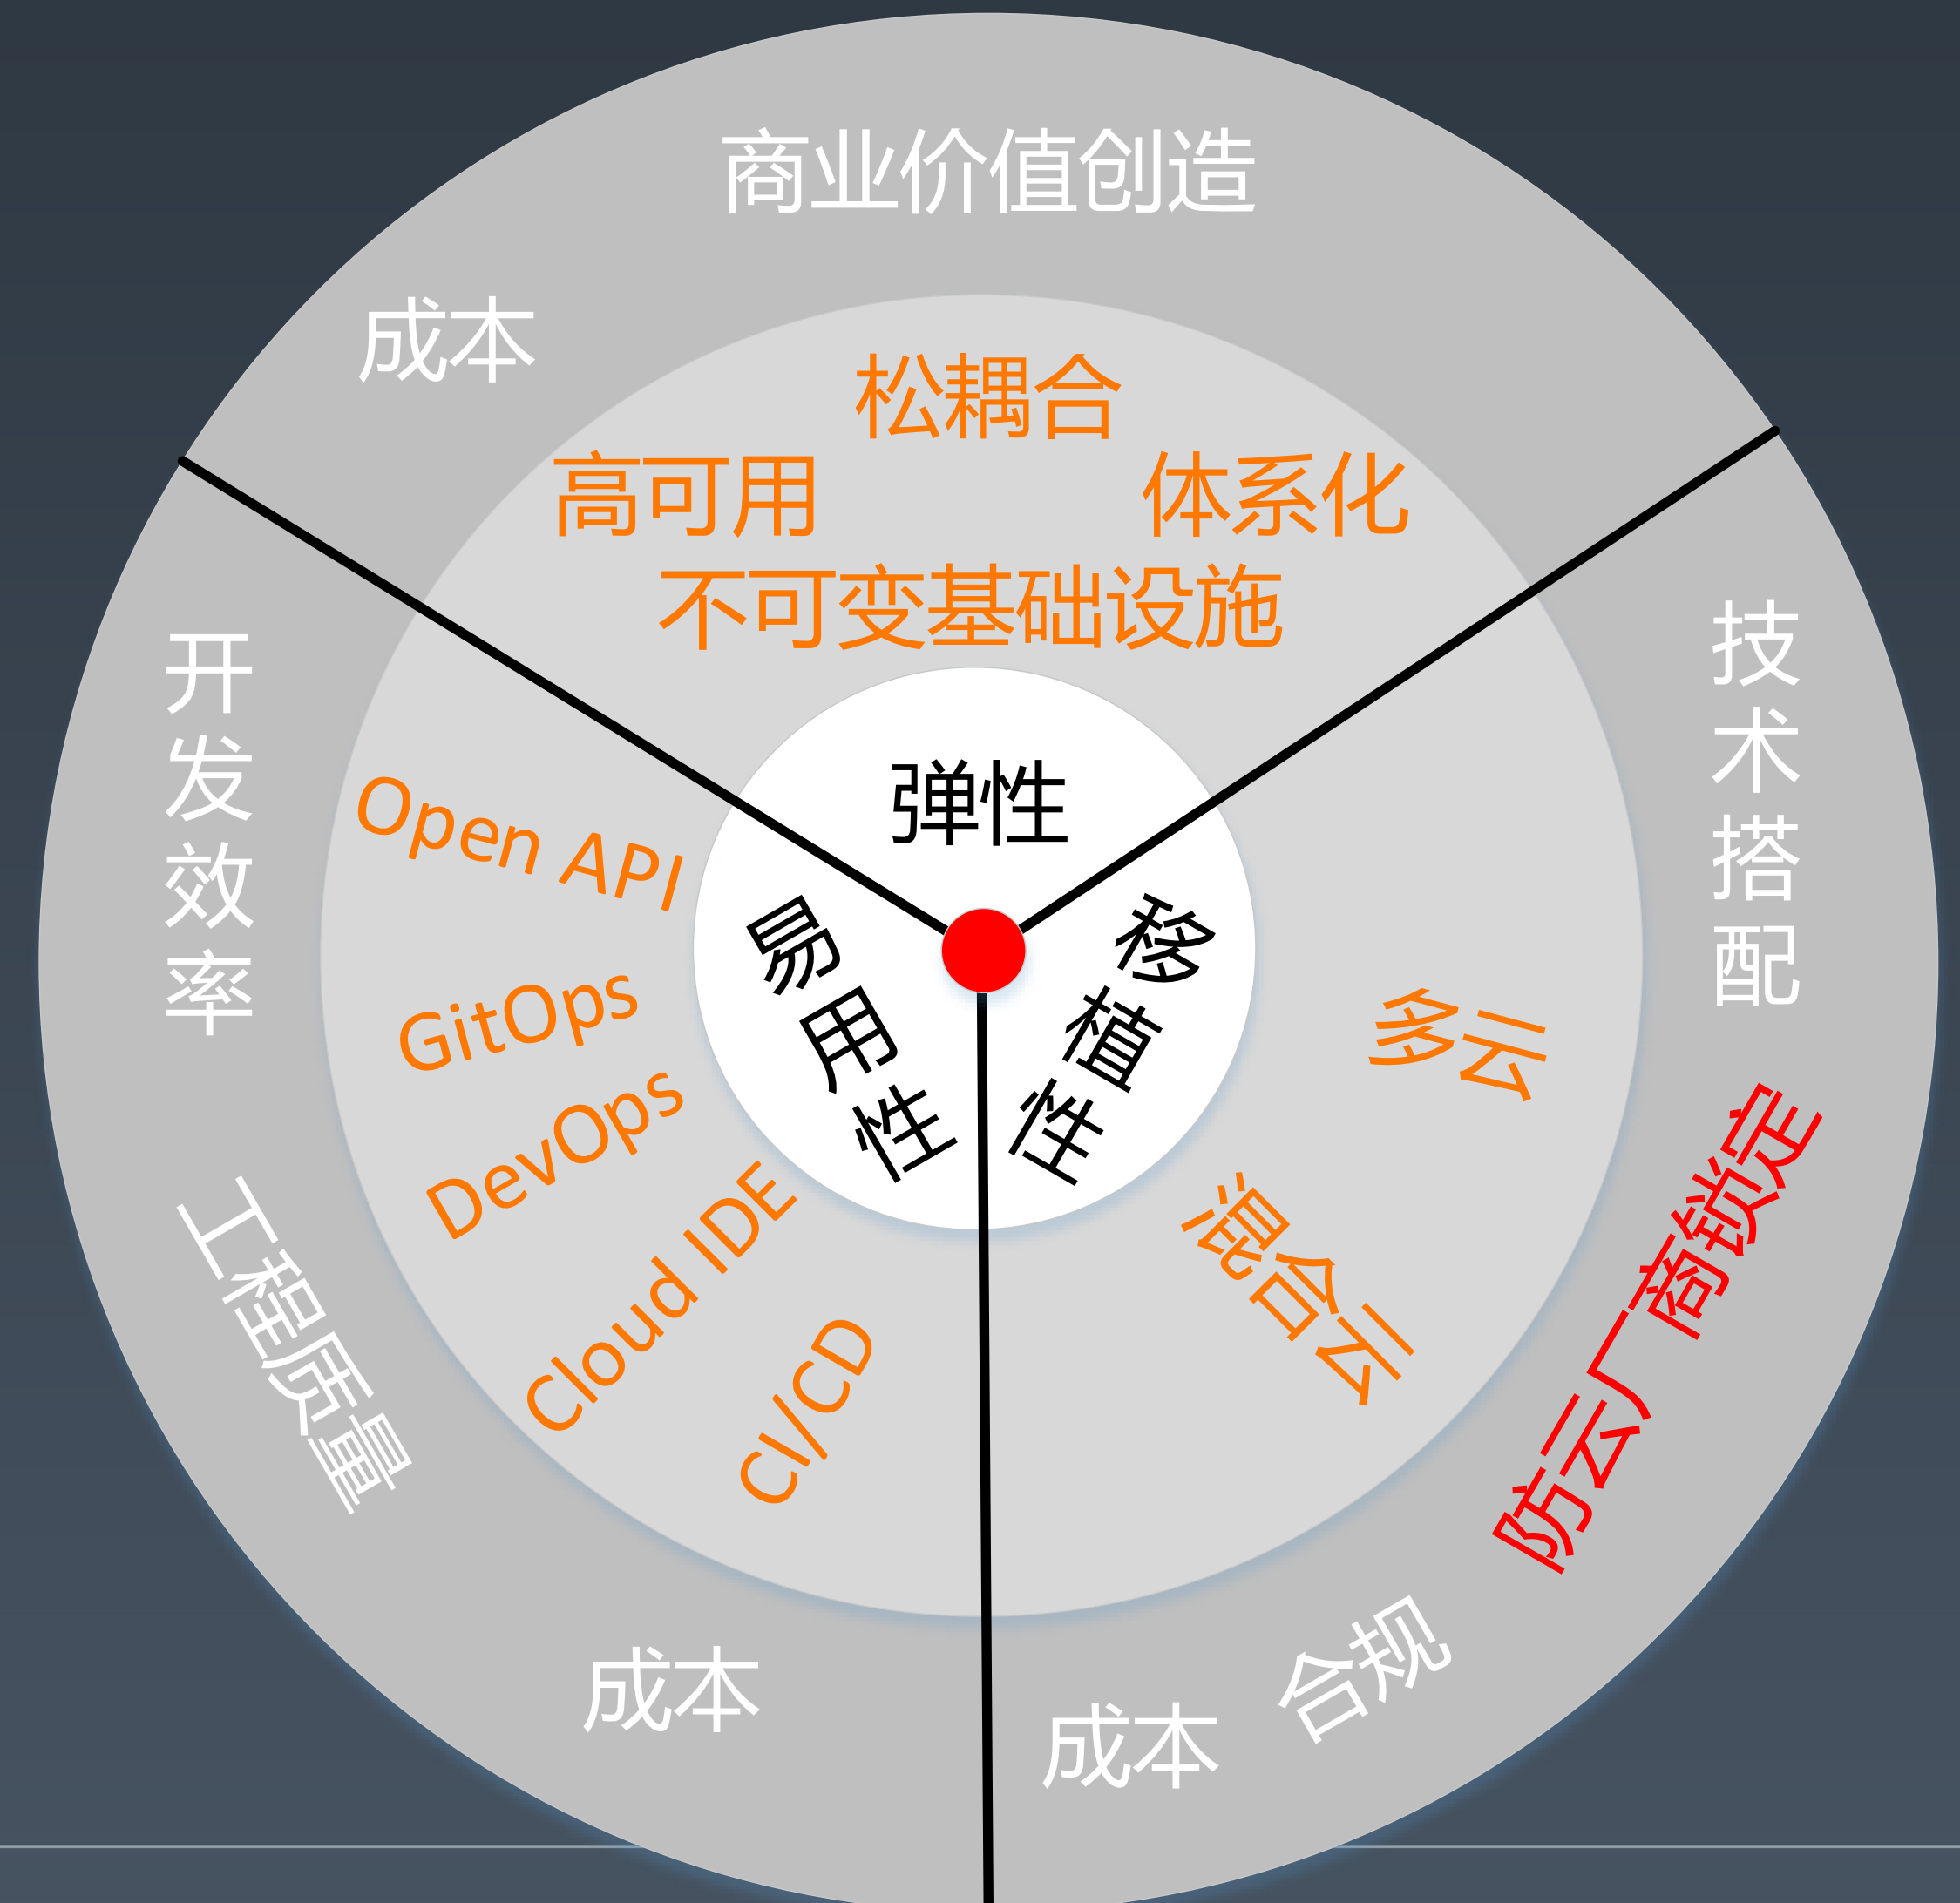 商业价值创造
成本
松耦合
高可用
体系化
不可变基础设施
弹性
开发效率
工程质量
成本
Open API
GitOps
DevOps
Cloud IDE
CI/CD
易用性
移值性
多云
混合云
技术搭配
防云厂商锁定
合规
成本